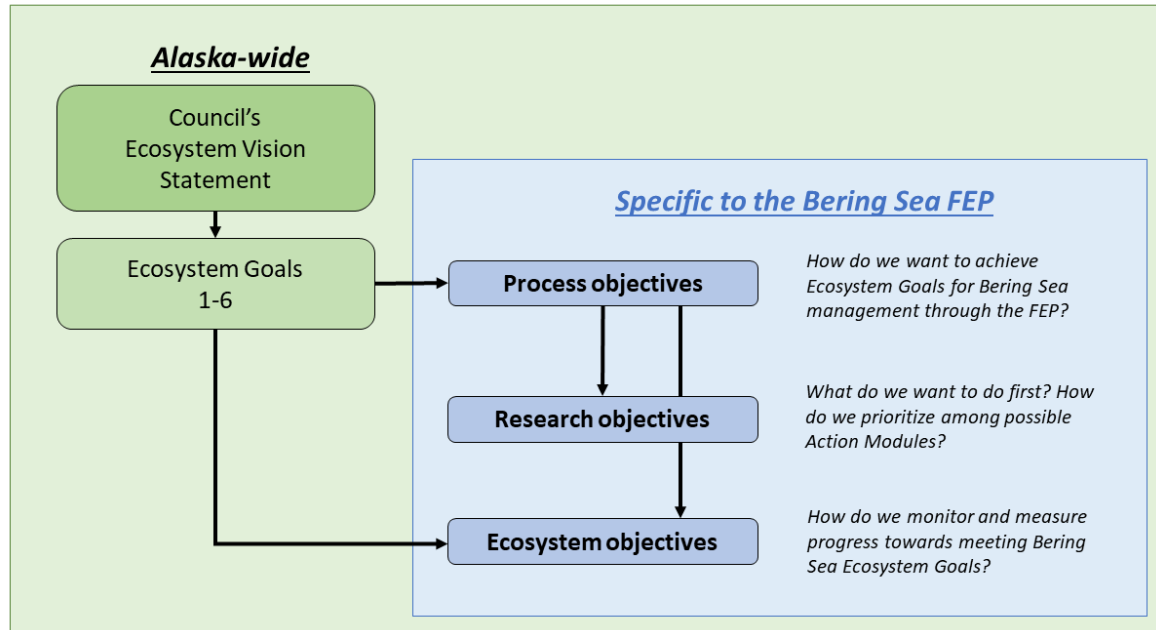 Alaska-wide
Council's
Ecosystem Vision
Statement
Ecosystem Goals
1-6
Specific to the Bering Sea FEP
Process objectives
How do we want to achieve
Ecosystem Goals for Bering Sea
management through the FEP?
Research objectives
What do we want to do first? How
do we prioritize among possible
Action Modules?
Ecosystem objectives
How do we monitor and measure
progress towards meeting Bering
Sea Ecosystem Goals?